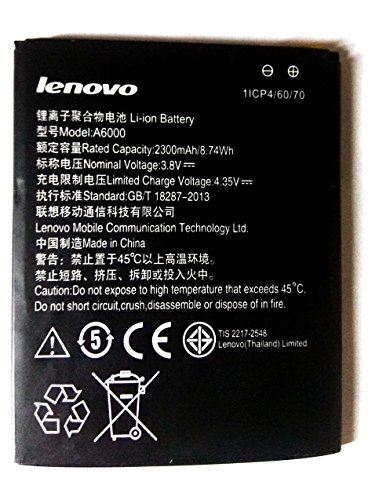 lenovo
⊖ ⊕
1ICP4/60/70
锂离子聚合物电池 Li-ion Battery
型号Model:A6000
额定容量Rated Capacity:2300mAh/8.74Wh
标称电压Nominal Voltage:3.8V⎓
充电限制电压Limited Charge Voltage:4.35V⎓
执行标准Standard:GB/T 18287-2013
联想移动通信科技有限公司
Lenovo Mobile Communication Technology Ltd.
中国制造Made in China
警告: 禁止置于45℃以上高温环境。
禁止短路、挤压、拆卸或投入火中。
Caution:Do not expose to high temperature that exceeds 45℃.
Do not short circuit,crush,disassemble or dispose of in fire.
5
TIS 2217-2548
Lenovo(Thailand) Limited